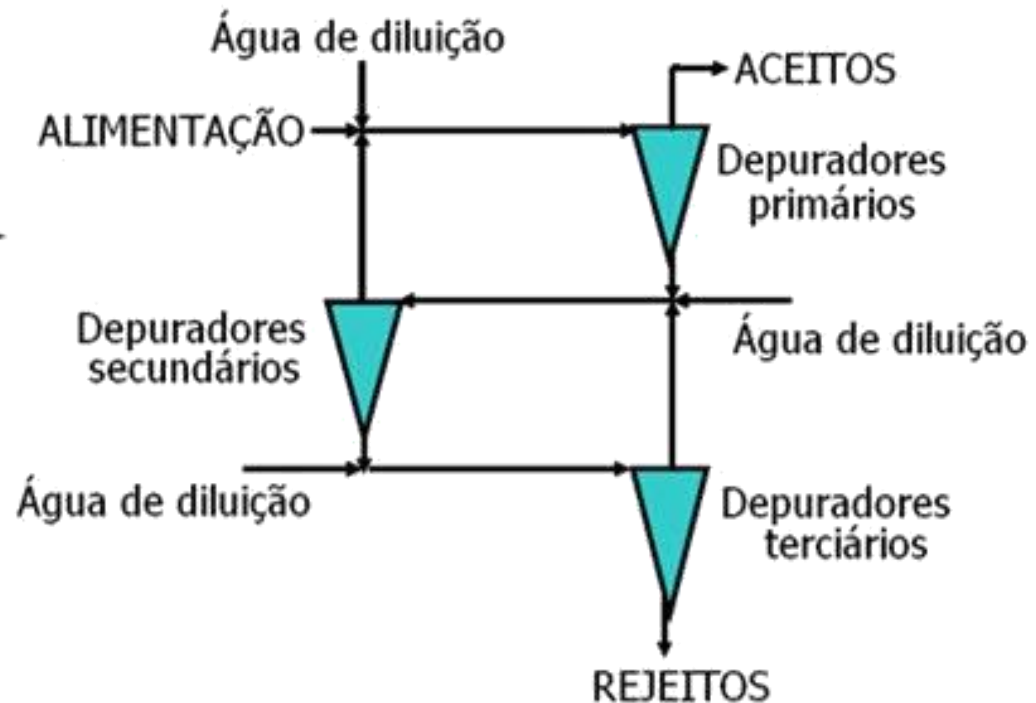 Água de diluição
ACEITOS
ALIMENTAÇÃO
Depuradores
primários
Depuradores
secundários
Água de diluição
Água de diluição
Depuradores
terciários
REJEITOS